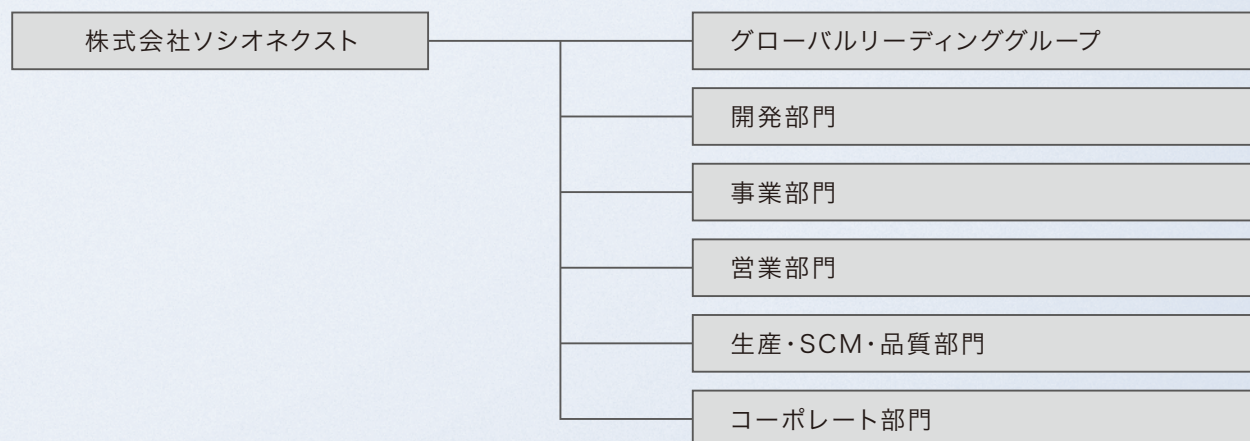 株式会社ソシオネクスト
グローバルリーディンググループ
開発部門
事業部門
営業部門
生産・SCM・品質部門
コーポレート部門